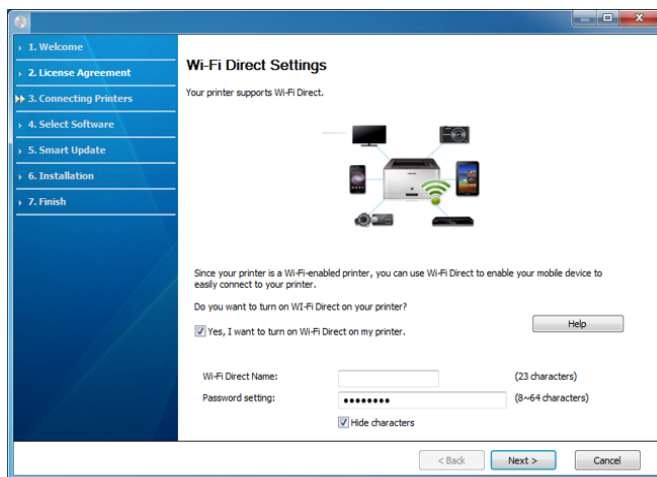 1. Welcome
2. License Agreement
3. Connecting Printers
4. Select Software
5. Smart Update
6. Installation
7. Finish
Wi-Fi Direct Settings
Your printer supports Wi-Fi Direct.
Since your printer is a Wi-Fi-enabled printer, you can use Wi-Fi Direct to enable your mobile device to
easily connect to your printer.
Do you want to turn on WI-Fi Direct on your printer?
Yes, I want to turn on Wi-Fi Direct on my printer.
Help
Wi-Fi Direct Name:
(23 characters)
Password setting:
(8~64 characters)
Hide characters
< Back
Next >
Cancel